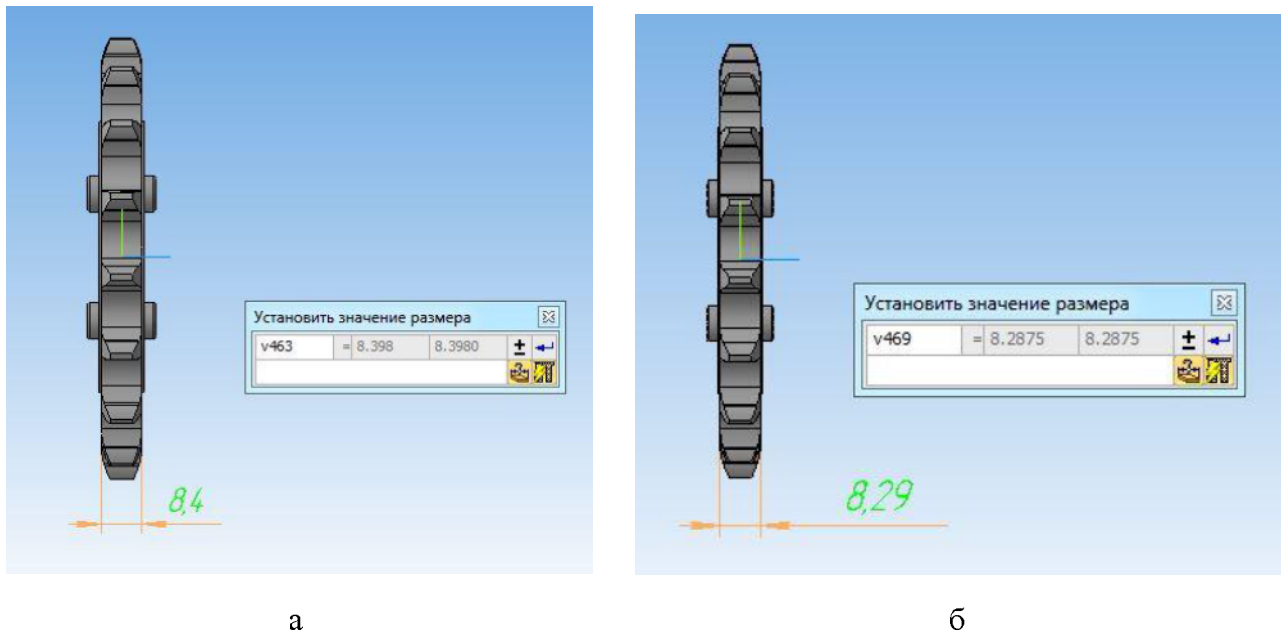 Установить значение размера
v463 = 8.398 8.3980 ±
8,4
а
Установить значение размера
v469 = 8.2875 8.2875 ±
8,29
б